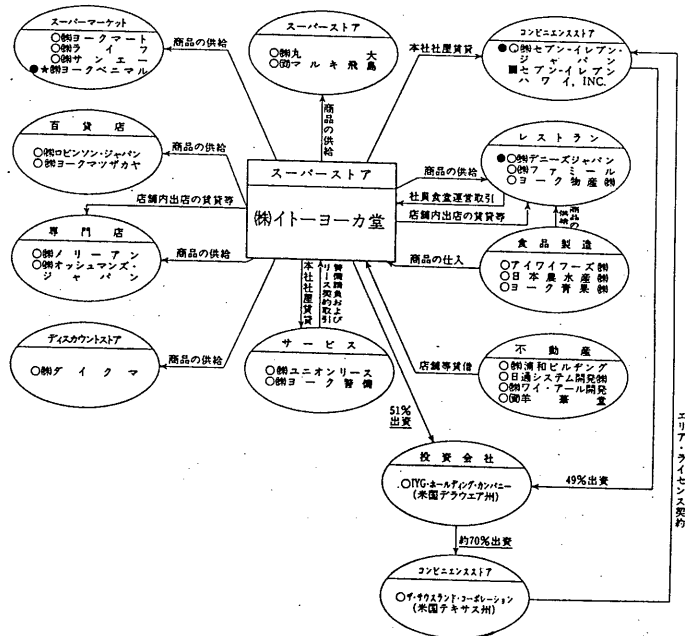 スーパーマーケット
○㈱ヨークマート
○㈱ライフ
○㈱サンエー
●★㈱ヨークベニマル
商品の供給
スーパーストア
○㈱丸大
○㈲マルキ飛島
商品の供給
本社社屋賃貸
コンビニエンスストア
●○㈱セブン-イレブン・
ジャパン
■セブン-イレブン
ハワイ, INC.
百貨店
○㈱ロビンソン・ジャパン
○㈱ヨークマツザカヤ
商品の供給
店舗内出店の賃貸等
スーパーストア
㈱イトーヨーカ堂
商品の供給
社員食堂運営取引
店舗内出店の賃貸等
レストラン
●○㈱デニーズジャパン
○㈱ファミール
○ヨーク物産㈱
商品の供給
専門店
○㈱メリーアン
○㈱オッシュマンズ・
ジャパン
商品の供給
商品の仕入
食品製造
○アイワイフーズ㈱
○日本農水産㈱
○ヨーク青果㈱
本社社屋賃貸
警備請負および
リース契約取引
ディスカウントストア
○㈱ダイクマ
商品の供給
サービス
○㈱ユニオンリース
○㈱ヨーク警備
店舗等賃借
不動産
○㈱浦和ビルヂング
○日通システム開発㈱
○㈱ワイ・アール開発
○㈲羊華堂
51%
出資
投資会社
○IYG・ホールディング・カンパニー
(米国デラウエア州)
49%出資
エリア・ライセンス契約
約70%出資
コンビニエンスストア
○ザ・サウスランド・コーポレーション
(米国テキサス州)